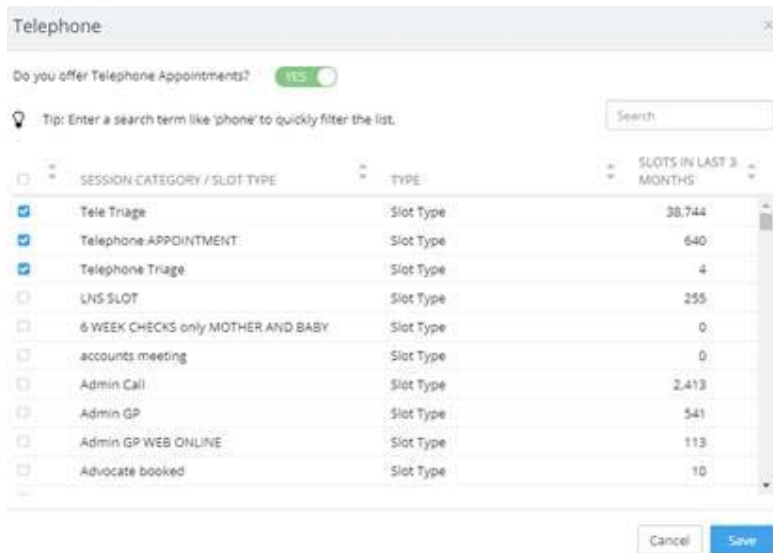 Telephone
Do you offer Telephone Appointments? YES
Tip: Enter a search term like 'phone' to quickly filter the list. Search
SESSION CATEGORY / SLOT TYPE TYPE SLOTS IN LAST 3 MONTHS
Tele Triage Slot Type 38,744
Telephone APPOINTMENT Slot Type 640
Telephone Triage Slot Type 4
LNS SLOT Slot Type 255
6 WEEK CHECKS only MOTHER AND BABY Slot Type 0
accounts meeting Slot Type 0
Admin Call Slot Type 2,413
Admin GP Slot Type 541
Admin GP WEB ONLINE Slot Type 113
Advocate booked Slot Type 10
Cancel Save